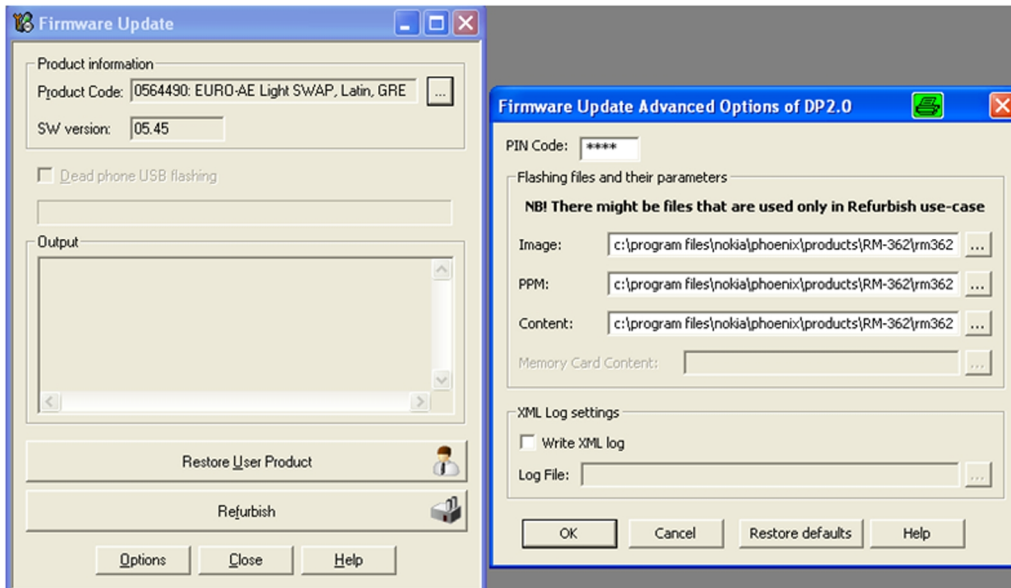 Firmware Update
Product information
Product Code: 0564490: EURO-AE Light SWAP, Latin, GRE ...
SW version: 05.45
Dead phone USB flashing
Output
Restore User Product
Refurbish
Options Close Help
Firmware Update Advanced Options of DP2.0
PIN Code: ****
Flashing files and their parameters
NB! There might be files that are used only in Refurbish use-case
Image: c:\program files\nokia\phoenix\products\RM-362\rm362 ...
PPM: c:\program files\nokia\phoenix\products\RM-362\rm362 ...
Content: c:\program files\nokia\phoenix\products\RM-362\rm362 ...
Memory Card Content: ...
XML Log settings
Write XML log
Log File: ...
OK Cancel Restore defaults Help